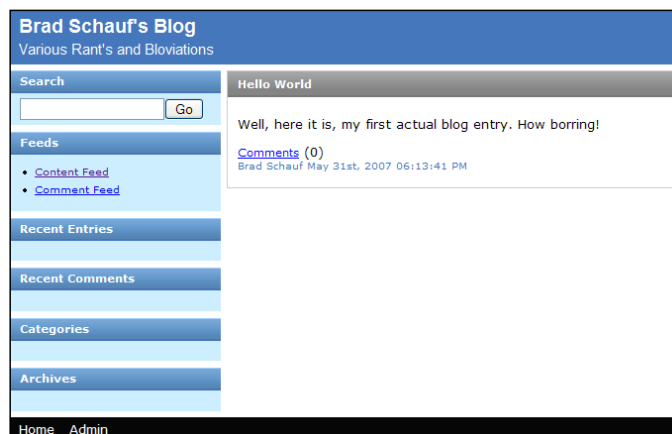 Brad Schauf's Blog
Various Rant's and Bloviations
Search
Go
Feeds
Content Feed
Comment Feed
Recent Entries
Recent Comments
Categories
Archives
Hello World
Well, here it is, my first actual blog entry. How borring!
Comments (0)
Brad Schauf May 31st, 2007 06:13:41 PM
Home Admin